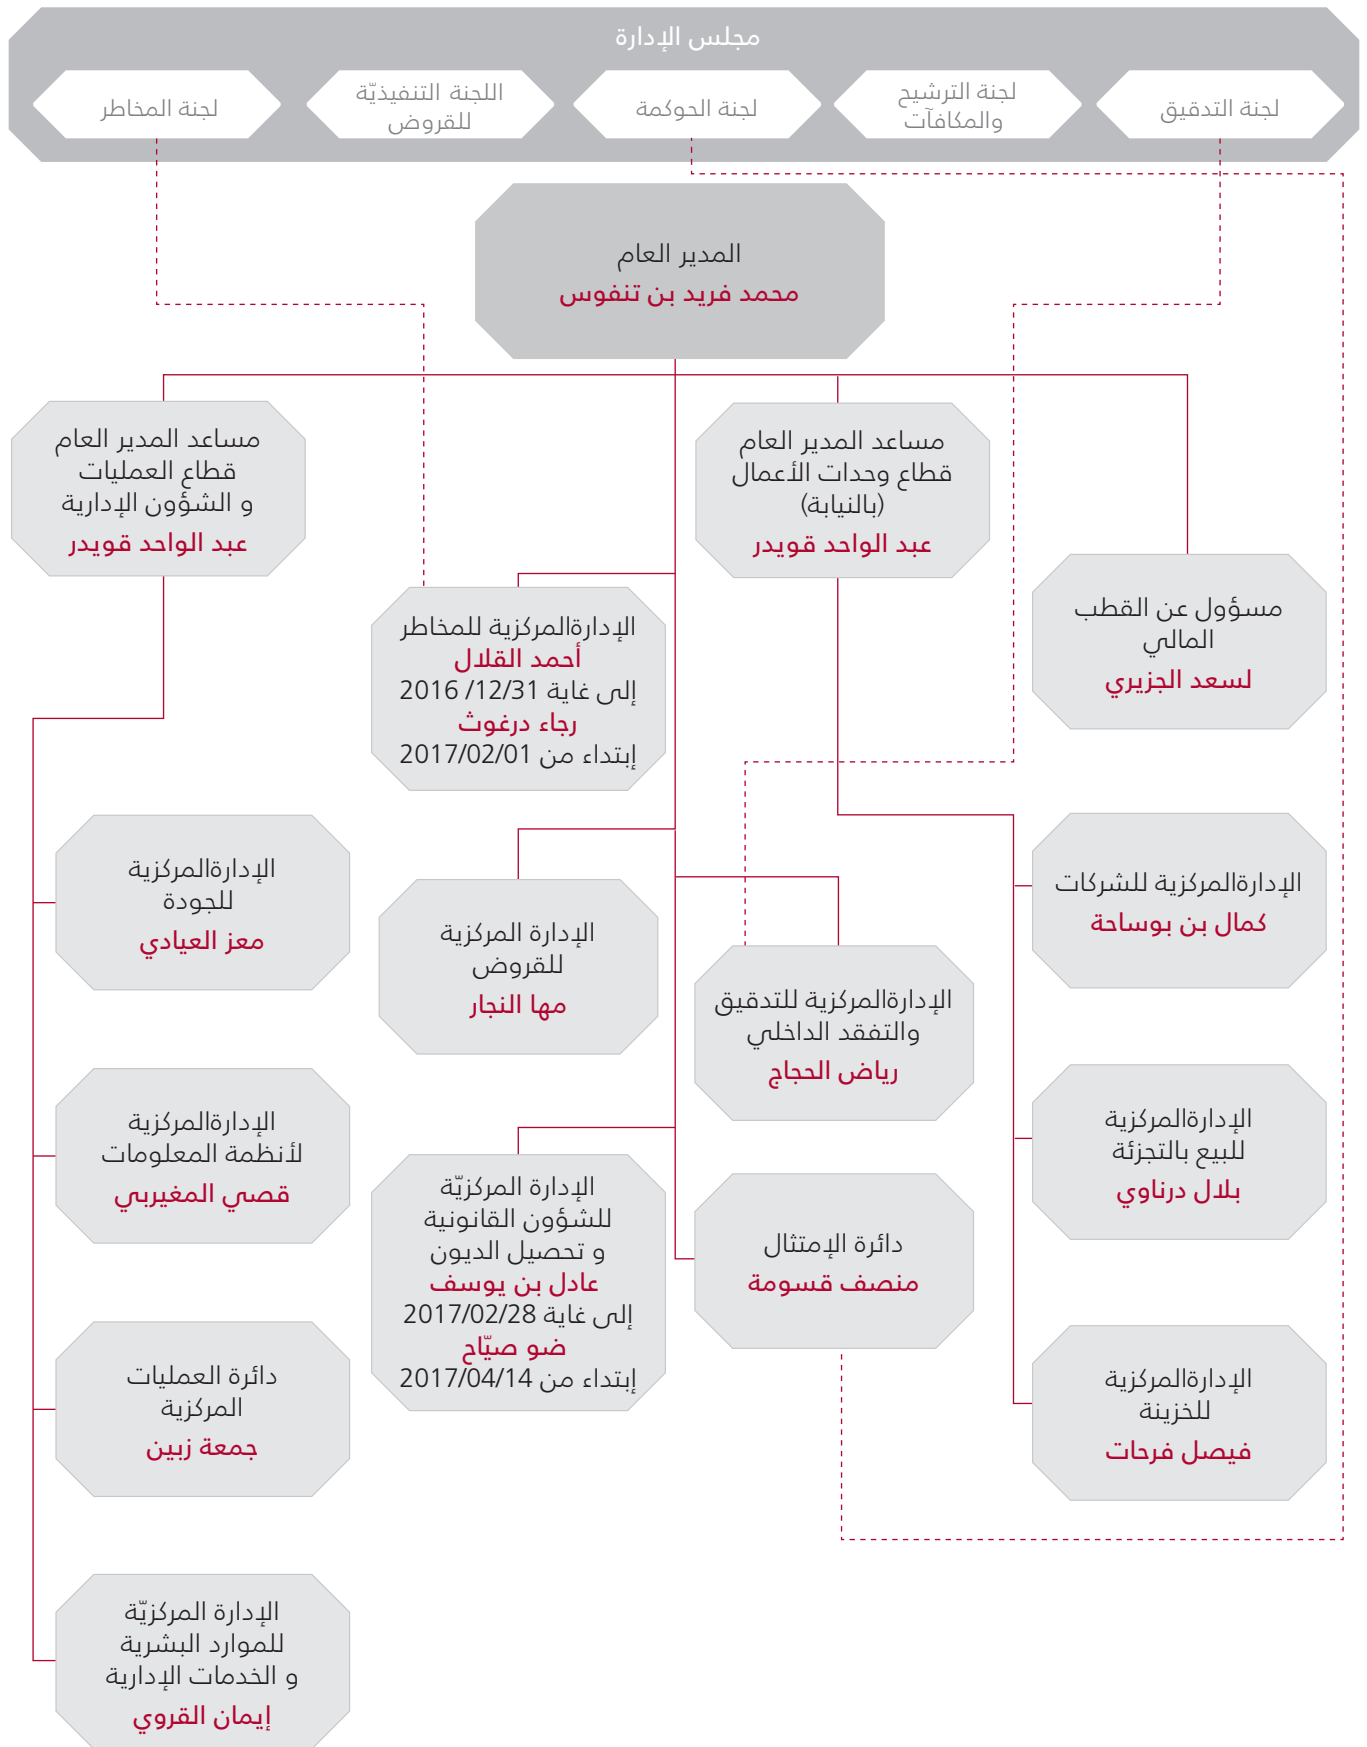 مجلس الإدارة
لجنة التدقيق
لجنة الترشيح
والمكافآت
لجنة الحوكمة
اللجنة التنفيذيّة
للقروض
لجنة المخاطر
المدير العام
محمد فريد بن تنفوس
مساعد المدير العام
قطاع وحدات الأعمال
(بالنيابة)
عبد الواحد قويدر
مساعد المدير العام
قطاع العمليات
و الشؤون الإدارية
عبد الواحد قويدر
مسؤول عن القطب
المالي
لسعد الجزيري
الإدارةالمركزية للمخاطر
أحمد القلال
إلى غاية 12/31/ 2016
رجاء درغوث
إبتداء من 2017/02/01
الإدارةالمركزية للشركات
كمال بن بوساحة
الإدارةالمركزية
للجودة
معز العيادي
الإدارة المركزية
للقروض
مها النجار
الإدارةالمركزية للتدقيق
والتفقد الداخلي
رياض الحجاج
الإدارةالمركزية
للبيع بالتجزئة
بلال درناوي
الإدارةالمركزية
لأنظمة المعلومات
قصي المغيربي
الإدارة المركزيّة
للشؤون القانونية
و تحصيل الديون
عادل بن يوسف
إلى غاية 2017/02/28
ضو صيّاح
إبتداء من 2017/04/14
دائرة الإمتثال
منصف قسومة
الإدارةالمركزية
للخزينة
فيصل فرحات
دائرة العمليات
المركزية
جمعة زبين
الإدارة المركزيّة
للموارد البشرية
و الخدمات الإدارية
إيمان القروي